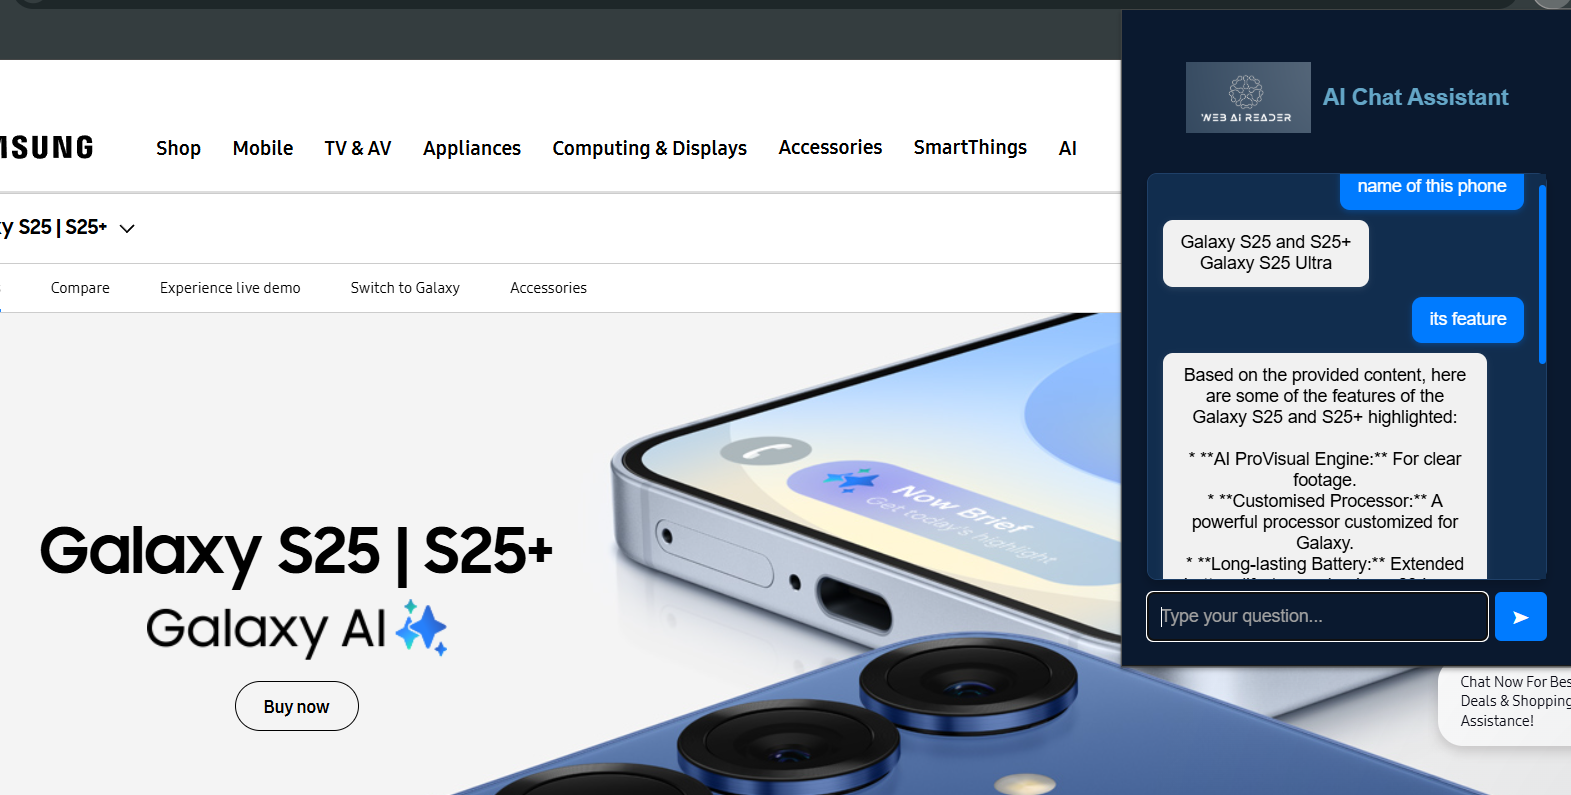 MSUNG
Shop Mobile TV & AV Appliances Computing & Displays Accessories SmartThings AI
y S25 | S25+
Compare Experience live demo Switch to Galaxy Accessories
Galaxy S25 | S25+
Galaxy AI
Buy now
Now Brief
Get today's highlight
WEB AI READER
AI Chat Assistant
name of this phone
Galaxy S25 and S25+
Galaxy S25 Ultra
its feature
Based on the provided content, here
are some of the features of the
Galaxy S25 and S25+ highlighted:
* **AI ProVisual Engine:** For clear
footage.
* **Customised Processor:** A
powerful processor customized for
Galaxy.
* **Long-lasting Battery:** Extended
Type your question...
Chat Now For Bes
Deals & Shopping
Assistance!